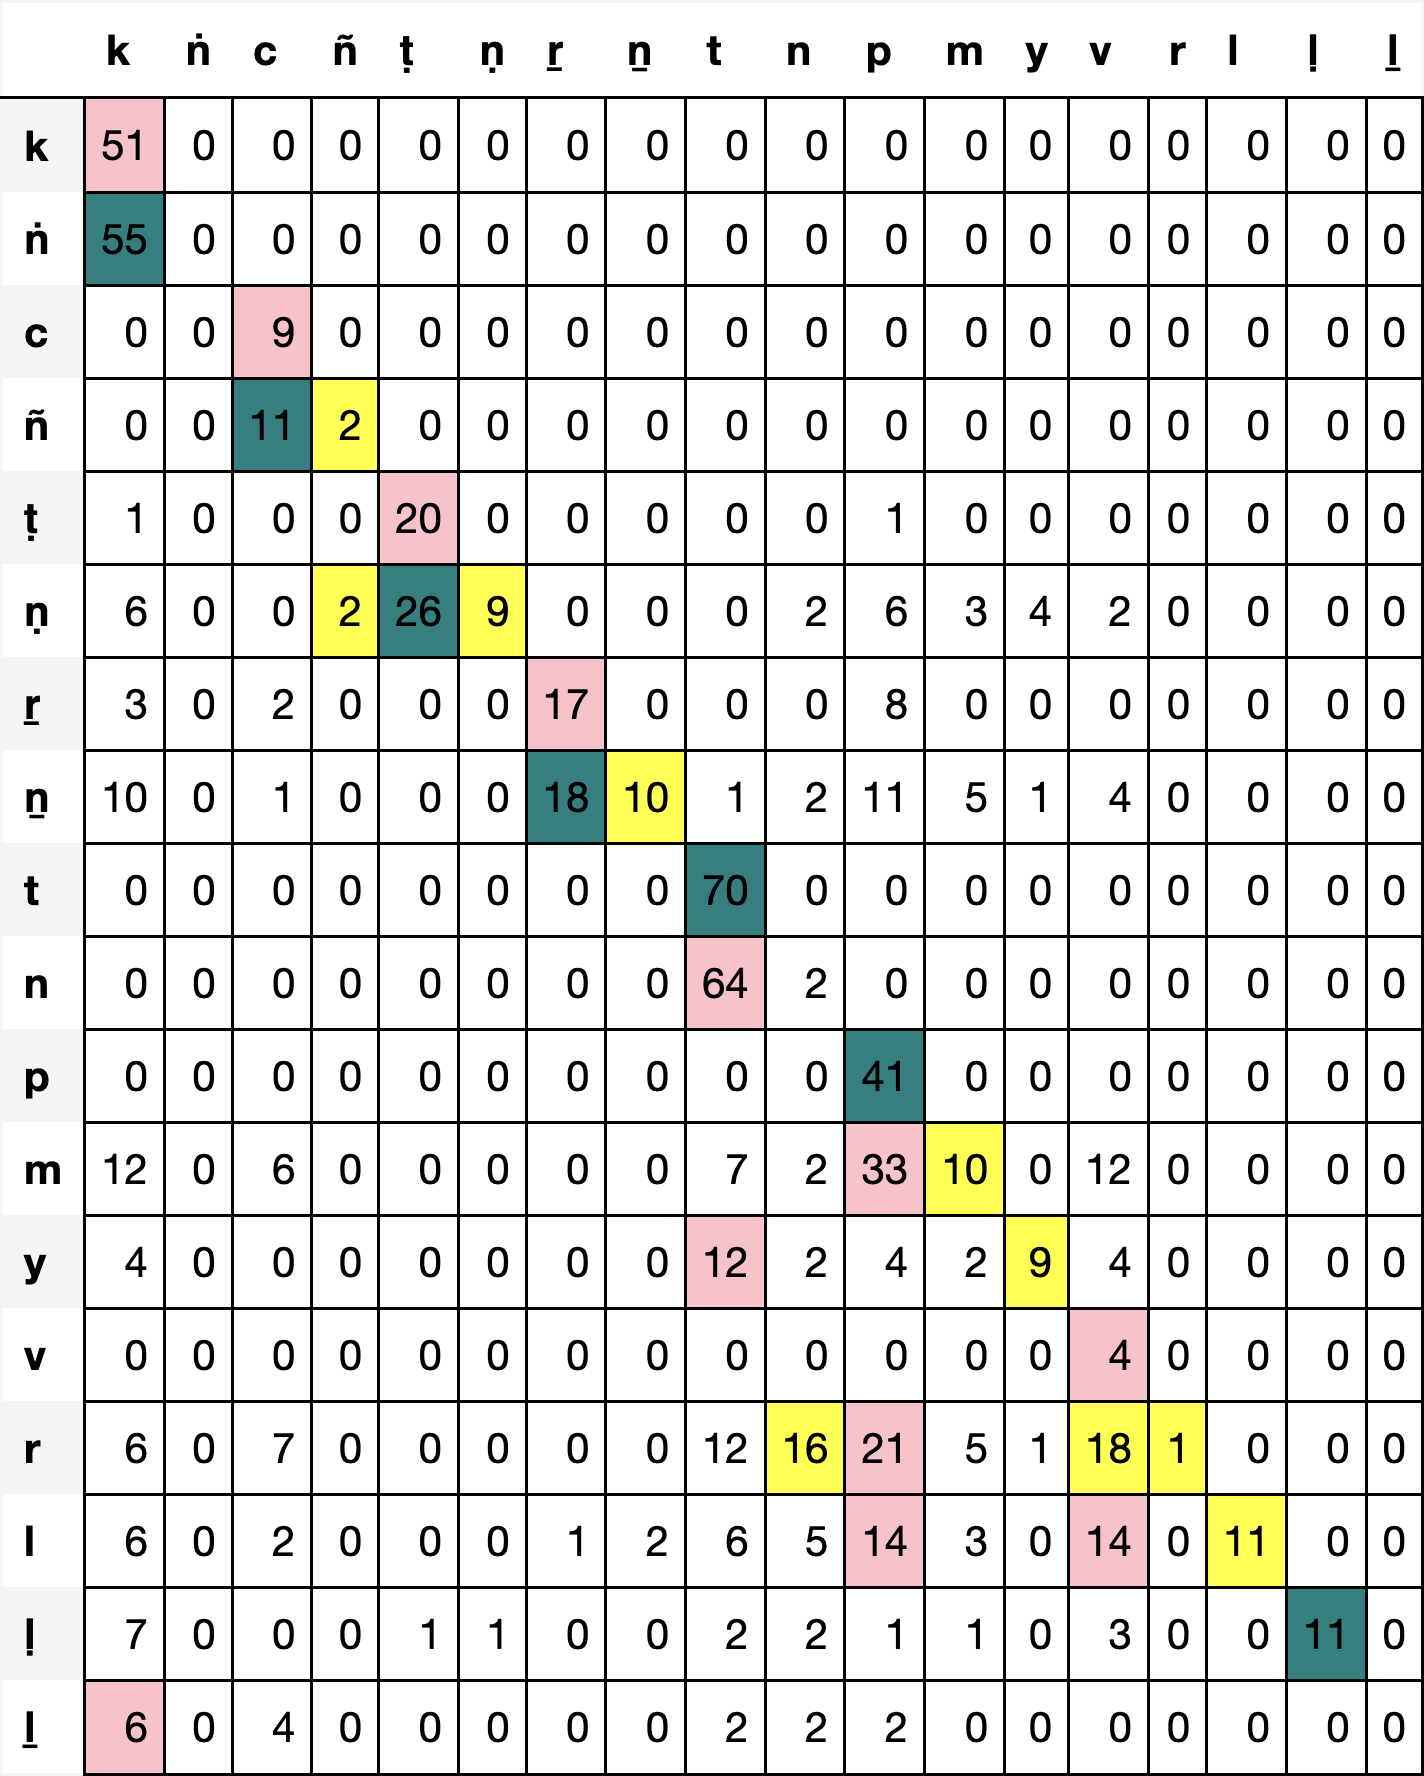 k ṅ c ñ ṭ ṇ ṟ ṉ t n p m y v r l ḷ ḻ
k 51 0 0 0 0 0 0 0 0 0 0 0 0 0 0 0 0 0
ṅ 55 0 0 0 0 0 0 0 0 0 0 0 0 0 0 0 0 0
c 0 0 9 0 0 0 0 0 0 0 0 0 0 0 0 0 0 0
ñ 0 0 11 2 0 0 0 0 0 0 0 0 0 0 0 0 0 0
ṭ 1 0 0 0 20 0 0 0 0 0 1 0 0 0 0 0 0 0
ṇ 6 0 0 2 26 9 0 0 0 2 6 3 4 2 0 0 0 0
ṟ 3 0 2 0 0 0 17 0 0 0 8 0 0 0 0 0 0 0
ṉ 10 0 1 0 0 0 18 10 1 2 11 5 1 4 0 0 0 0
t 0 0 0 0 0 0 0 0 70 0 0 0 0 0 0 0 0 0
n 0 0 0 0 0 0 0 0 64 2 0 0 0 0 0 0 0 0
p 0 0 0 0 0 0 0 0 0 0 41 0 0 0 0 0 0 0
m 12 0 6 0 0 0 0 0 7 2 33 10 0 12 0 0 0 0
y 4 0 0 0 0 0 0 0 12 2 4 2 9 4 0 0 0 0
v 0 0 0 0 0 0 0 0 0 0 0 0 0 4 0 0 0 0
r 6 0 7 0 0 0 0 0 12 16 21 5 1 18 1 0 0 0
l 6 0 2 0 0 0 1 2 6 5 14 3 0 14 0 11 0 0
ḷ 7 0 0 0 1 1 0 0 2 2 1 1 0 3 0 0 11 0
ḻ 6 0 4 0 0 0 0 0 2 2 2 0 0 0 0 0 0 0